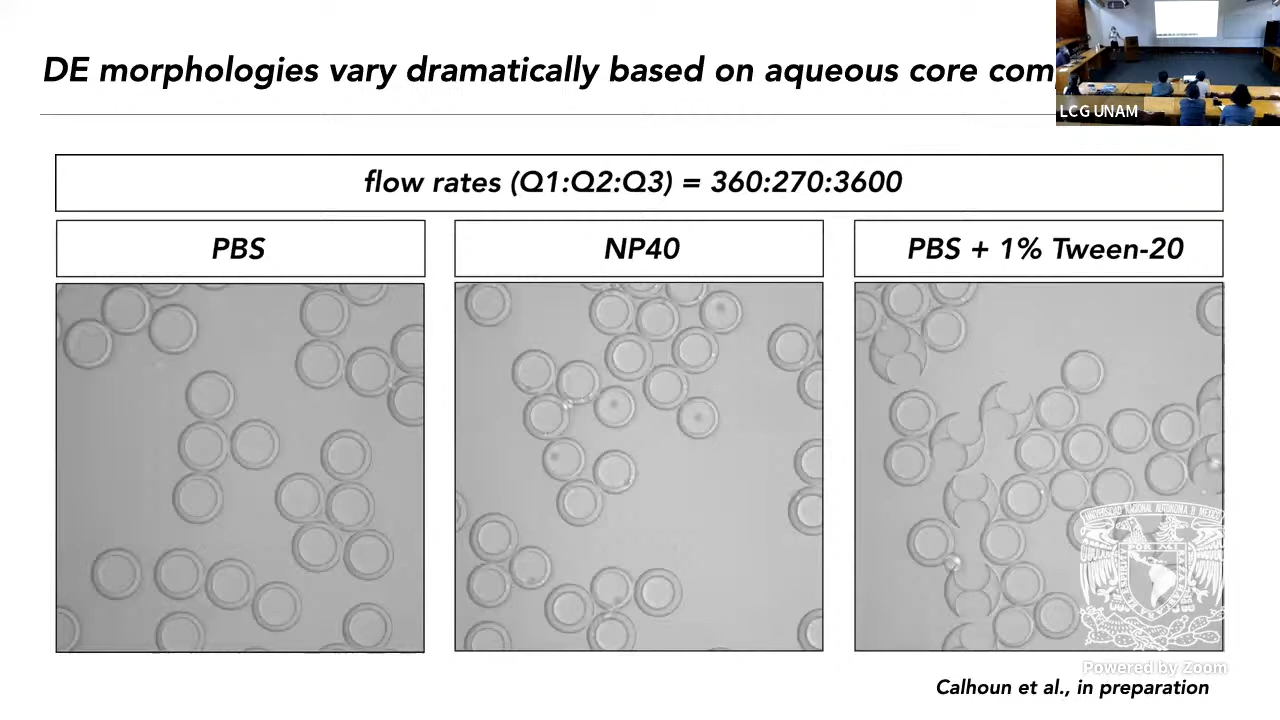 DE morphologies vary dramatically based on aqueous core com
LCG UNAM
flow rates (Q1:Q2:Q3) = 360:270:3600
PBS
NP40
PBS + 1% Tween-20
Powered by Zoom
Calhoun et al., in preparation